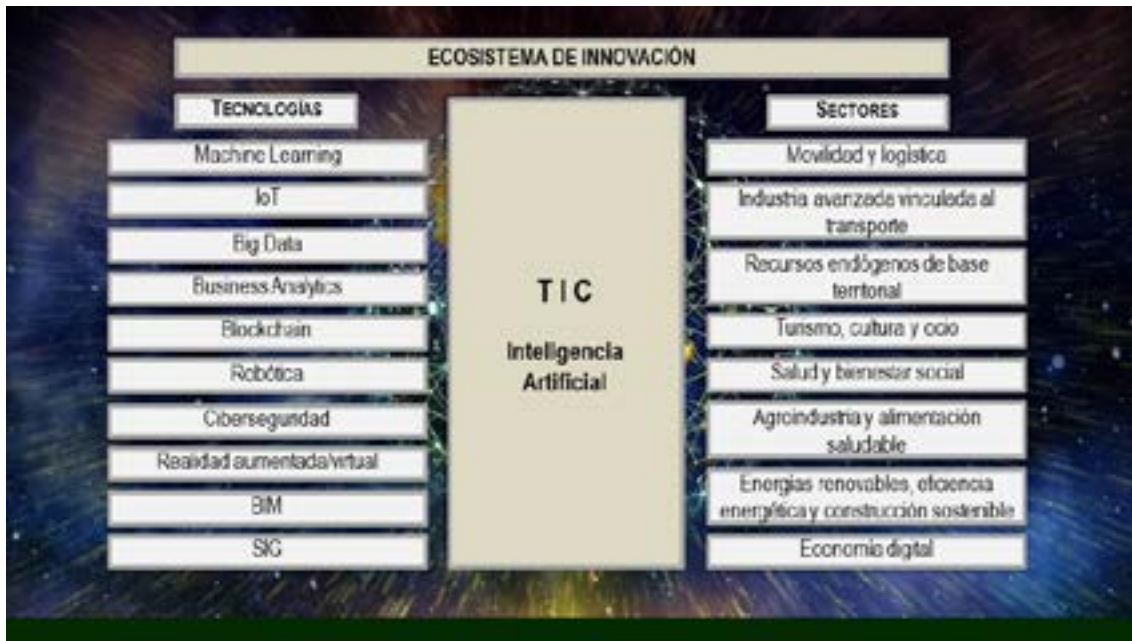 ECOSISTEMA DE INNOVACIÓN
TECNOLOGÍAS
Machine Learning
IoT
Big Data
Business Analytics
Blockchain
Robótica
Ciberseguridad
Realidad aumentada/virtual
BIM
SIG
T I C
Inteligencia
Artificial
SECTORES
Movilidad y logística
Industria avanzada vinculada al
transporte
Recursos endógenos de base
territorial
Turismo, cultura y ocio
Salud y bienestar social
Agroindustria y alimentación
saludable
Energías renovables, eficiencia
energética y construcción sostenible
Economía digital